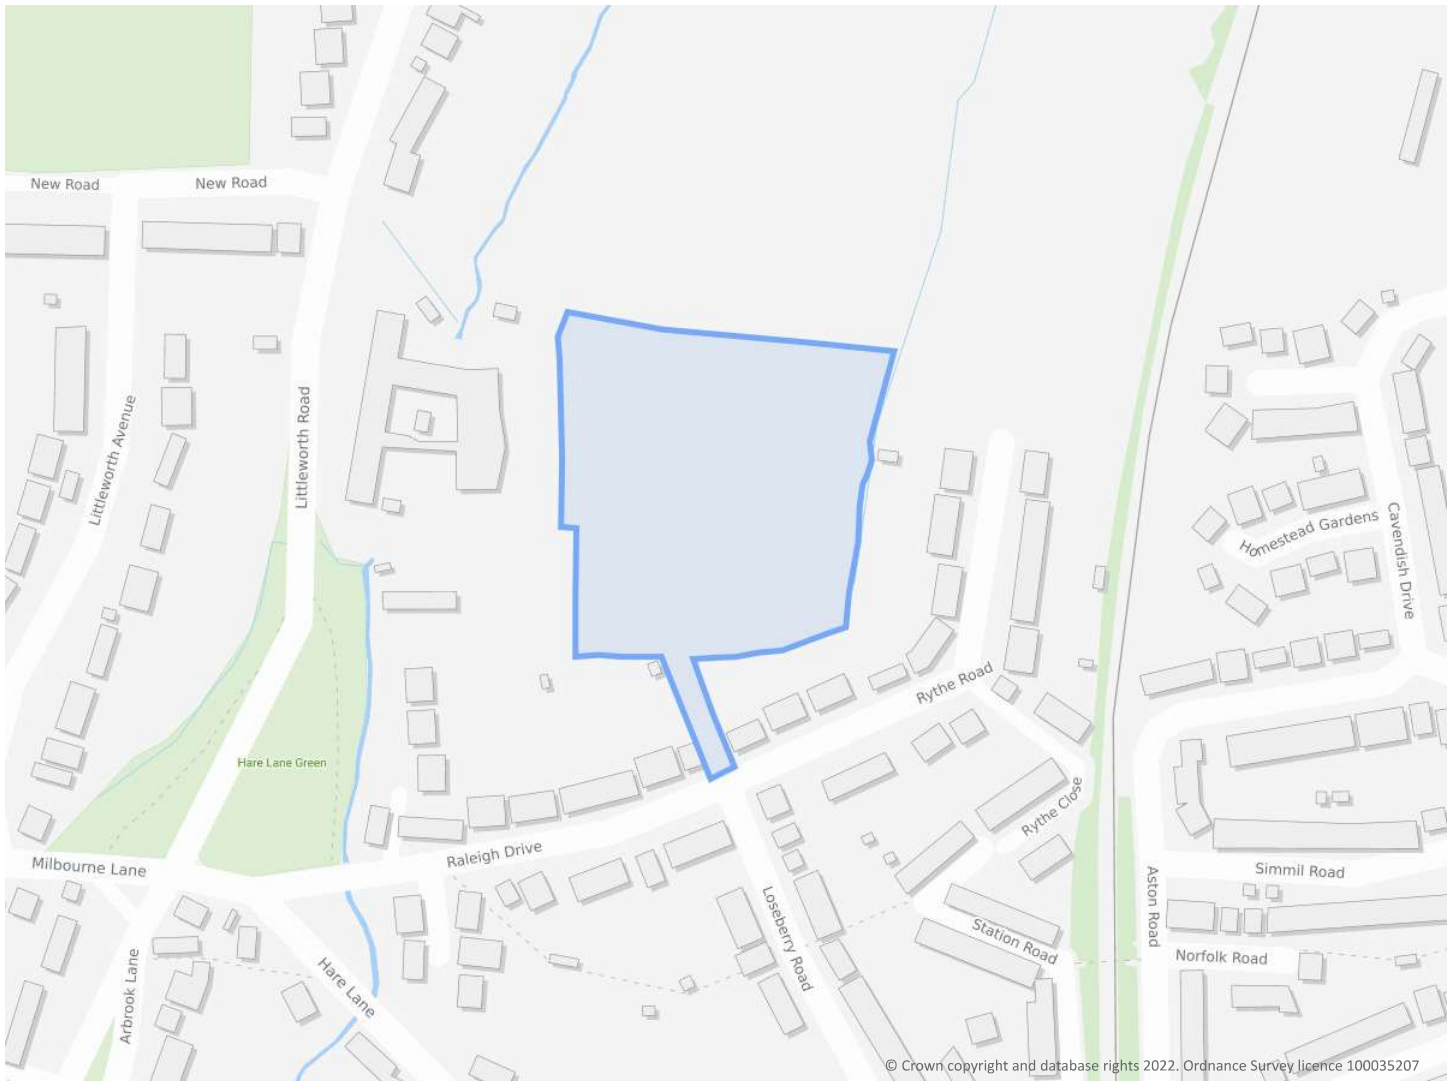 New Road
New Road
Littleworth Avenue
Littleworth Road
Cavendish Drive
Homestead Gardens
Rythe Road
Hare Lane Green
Rythe Close
Raleigh Drive
Milbourne Lane
Simmil Road
Aston Road
Loseberry Road
Station Road
Norfolk Road
Arbrook Lane
Hare Lane
© Crown copyright and database rights 2022. Ordnance Survey licence 100035207